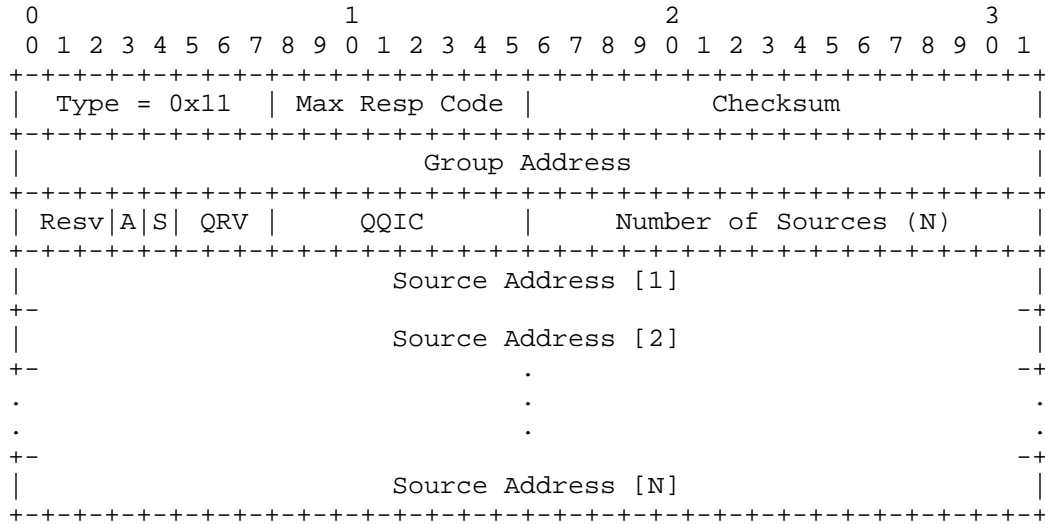 0                   1                   2                   3
 0 1 2 3 4 5 6 7 8 9 0 1 2 3 4 5 6 7 8 9 0 1 2 3 4 5 6 7 8 9 0 1
+-+-+-+-+-+-+-+-+-+-+-+-+-+-+-+-+-+-+-+-+-+-+-+-+-+-+-+-+-+-+-+-+
|  Type = 0x11  | Max Resp Code |           Checksum            |
+-+-+-+-+-+-+-+-+-+-+-+-+-+-+-+-+-+-+-+-+-+-+-+-+-+-+-+-+-+-+-+-+
|                         Group Address                         |
+-+-+-+-+-+-+-+-+-+-+-+-+-+-+-+-+-+-+-+-+-+-+-+-+-+-+-+-+-+-+-+-+
| Resv|A|S| QRV |     QQIC      |     Number of Sources (N)     |
+-+-+-+-+-+-+-+-+-+-+-+-+-+-+-+-+-+-+-+-+-+-+-+-+-+-+-+-+-+-+-+-+
|                       Source Address [1]                      |
+-                                                             -+
|                       Source Address [2]                      |
+-                              .                              -+
.                               .                               .
.                               .                               .
+-                                                             -+
|                       Source Address [N]                      |
+-+-+-+-+-+-+-+-+-+-+-+-+-+-+-+-+-+-+-+-+-+-+-+-+-+-+-+-+-+-+-+-+